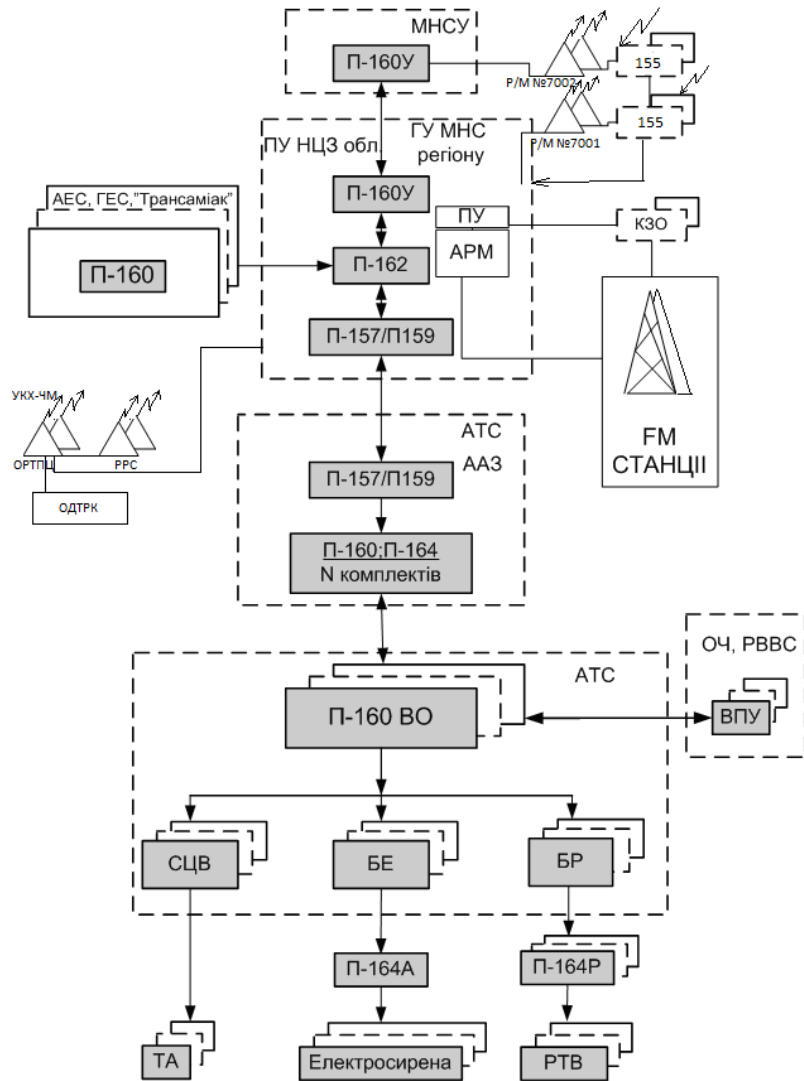 МНСУ
П-160У
Р/М №7002
155
155
Р/М №7001
ПУ НЦЗ обл.
ГУ МНС
регіону
П-160У
АЕС, ГЕС,"Трансаміак"
П-160
П-162
ПУ
АРМ
КЗО
П-157/П159
FM
СТАНЦІІ
УКХ-ЧМ
ОРТПЦ
РРС
ОДТРК
АТС
ААЗ
П-157/П159
П-160;П-164
N комплектів
АТС
ОЧ, РВВС
П-160 ВО
ВПУ
СЦВ
БЕ
БР
П-164А
П-164Р
ТА
Електросирена
РТВ